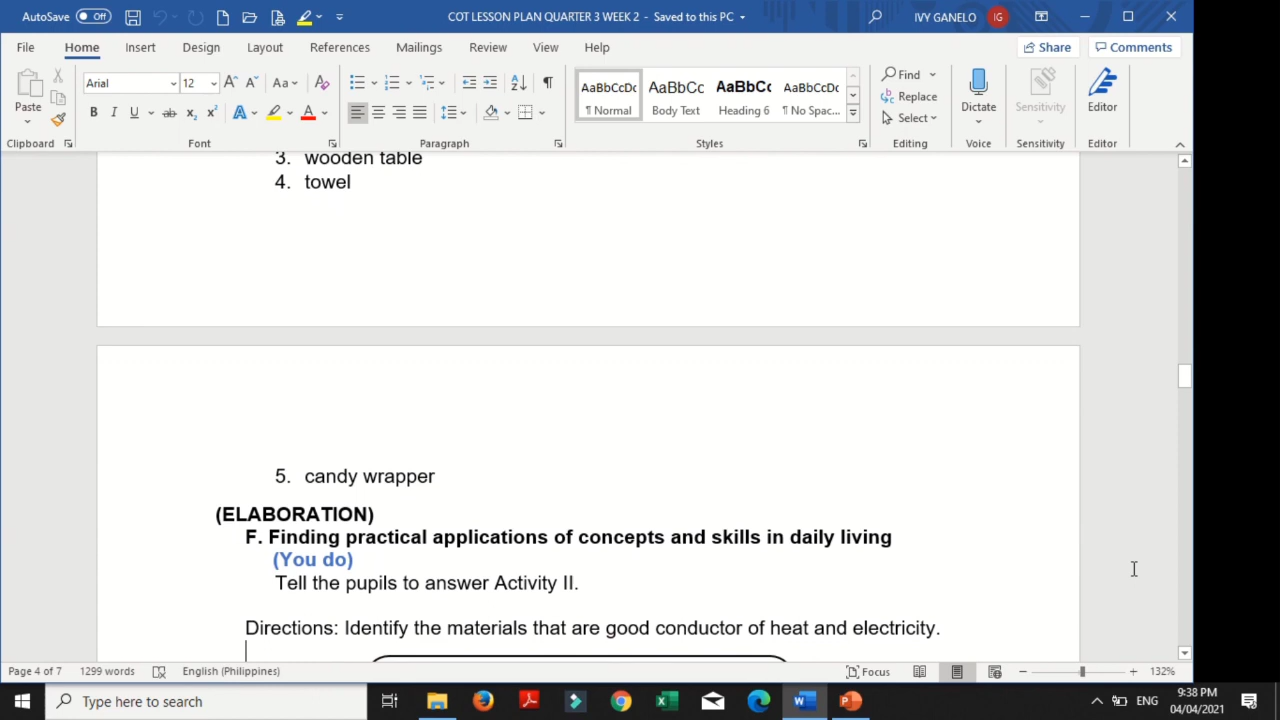 AutoSave Off COT LESSON PLAN QUARTER 3 WEEK 2 - Saved to this PC IVY GANELO IG
File Home Insert Design Layout References Mailings Review View Help Share Comments
Paste Arial 12 Aa AaBbCcDc AaBbCc AaBbCc AaBbCcDc Find Replace Select Dictate Sensitivity Editor
B I U ab x₂ x² A A ¶ Normal Body Text Heading 6 ¶ No Spac...
Clipboard Font Paragraph Styles Editing Voice Sensitivity Editor
3. wooden table
4. towel
5. candy wrapper
(ELABORATION)
F. Finding practical applications of concepts and skills in daily living
(You do)
Tell the pupils to answer Activity II.
Directions: Identify the materials that are good conductor of heat and electricity.
Page 4 of 7 1299 words English (Philippines) Focus 132%
Type here to search ENG 9:38 PM
04/04/2021